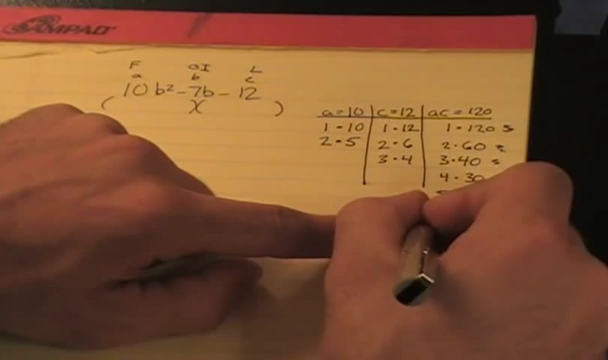 AMPAD
F OI L
a b c
10b² - 7b - 12
( )( )
a=10 c=12 ac=120
1·10 1·12 1·120 s
2·5 2·6 2·60
3·4 3·40 s
4·30